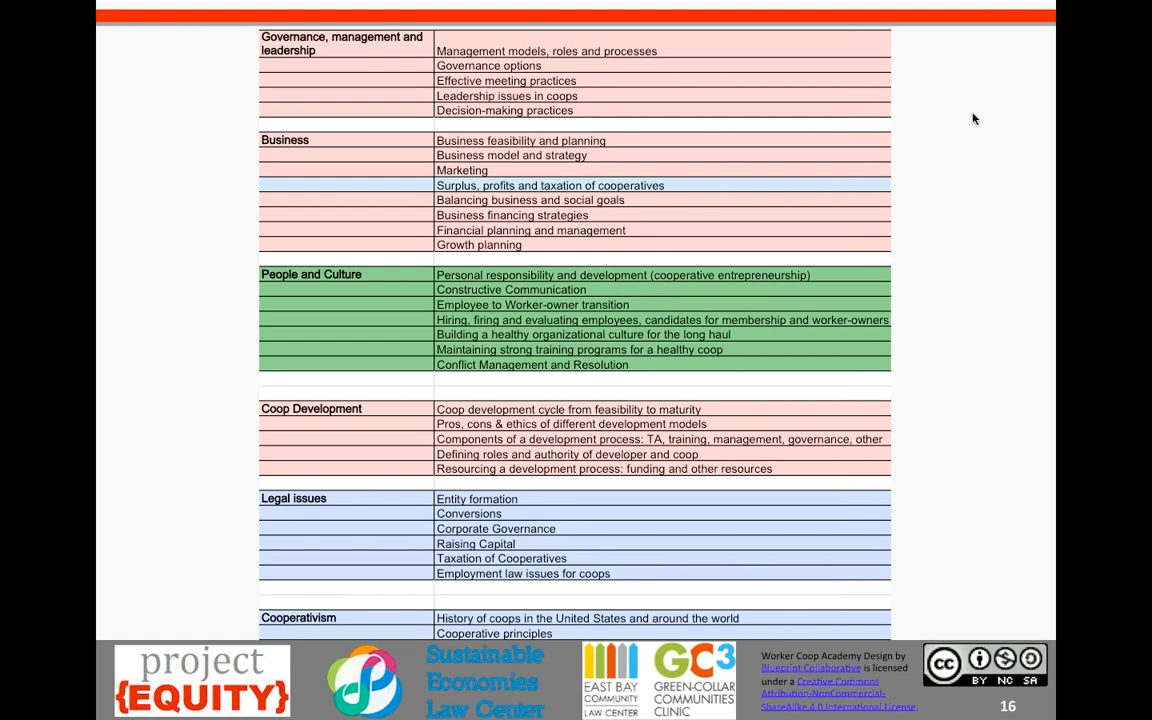 Governance, management and
leadership
Management models, roles and processes
Governance options
Effective meeting practices
Leadership issues in coops
Decision-making practices
Business
Business feasibility and planning
Business model and strategy
Marketing
Surplus, profits and taxation of cooperatives
Balancing business and social goals
Business financing strategies
Financial planning and management
Growth planning
People and Culture
Personal responsibility and development (cooperative entrepreneurship)
Constructive Communication
Employee to Worker-owner transition
Hiring, firing and evaluating employees, candidates for membership and worker-owners
Building a healthy organizational culture for the long haul
Maintaining strong training programs for a healthy coop
Conflict Management and Resolution
Coop Development
Coop development cycle from feasibility to maturity
Pros, cons & ethics of different development models
Components of a development process: TA, training, management, governance, other
Defining roles and authority of developer and coop
Resourcing a development process: funding and other resources
Legal issues
Entity formation
Conversions
Corporate Governance
Raising Capital
Taxation of Cooperatives
Employment law issues for coops
Cooperativism
History of coops in the United States and around the world
Cooperative principles
project
{EQUITY}
Sustainable
Economies
Law Center
EAST BAY
COMMUNITY
LAW CENTER
GC3
GREEN-COLLAR
COMMUNITIES
CLINIC
Worker Coop Academy Design by
Blueprint Collaborative is licensed
under a Creative Commons
Attribution-NonCommercial-
ShareAlike 4.0 International License.
cc
BY NC SA
16